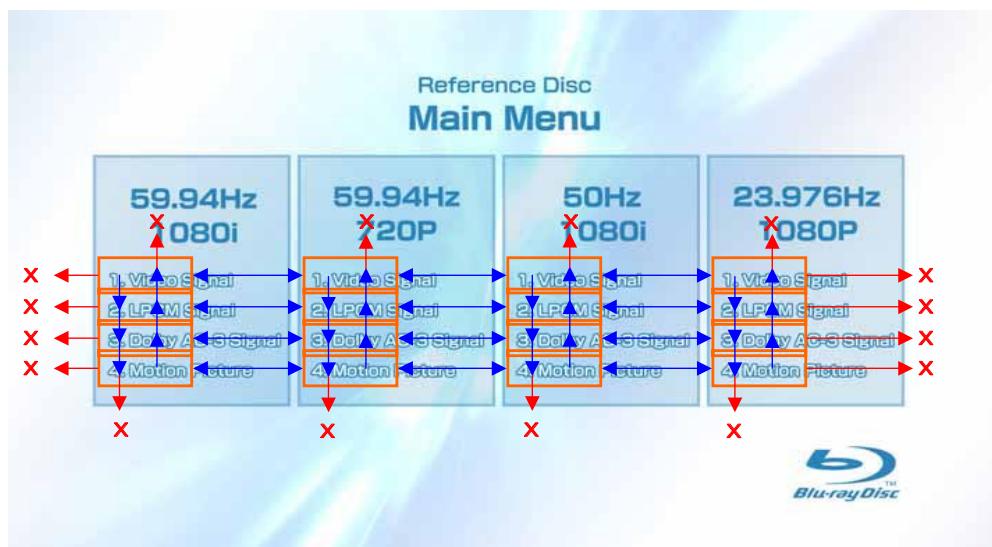 Reference Disc
Main Menu
59.94Hz
1080i
1. Video Signal
2. LPCM Signal
3. Dolby AC-3 Signal
4. Motion Picture
59.94Hz
720P
1. Video Signal
2. LPCM Signal
3. Dolby AC-3 Signal
4. Motion Picture
50Hz
1080i
1. Video Signal
2. LPCM Signal
3. Dolby AC-3 Signal
4. Motion Picture
23.976Hz
1080P
1. Video Signal
2. LPCM Signal
3. Dolby AC-3 Signal
4. Motion Picture
X X X X
X X
X X
X X
X X
X X X X
Blu-ray Disc TM